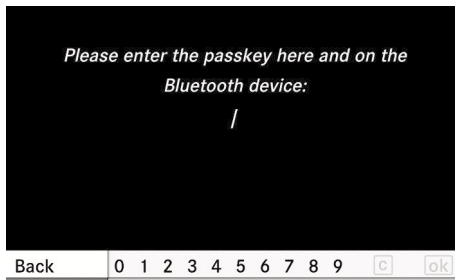 Please enter the passkey here and on the
Bluetooth device:
Back 0 1 2 3 4 5 6 7 8 9 c ok